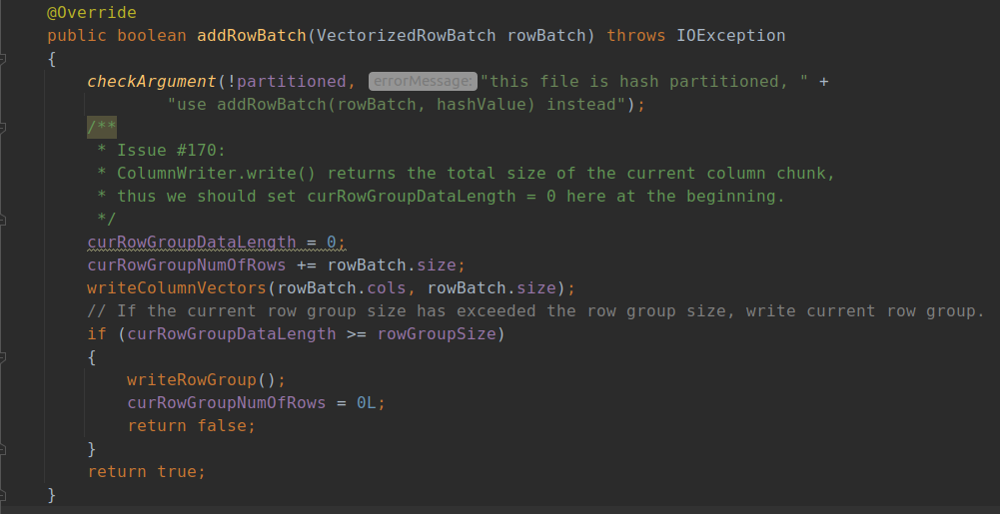 @Override
public boolean addRowBatch(VectorizedRowBatch rowBatch) throws IOException
{
    checkArgument(!partitioned, errorMessage: "this file is hash partitioned, " +
            "use addRowBatch(rowBatch, hashValue) instead");
    /**
     * Issue #170:
     * ColumnWriter.write() returns the total size of the current column chunk,
     * thus we should set curRowGroupDataLength = 0 here at the beginning.
     */
    curRowGroupDataLength = 0;
    curRowGroupNumOfRows += rowBatch.size;
    writeColumnVectors(rowBatch.cols, rowBatch.size);
    // If the current row group size has exceeded the row group size, write current row group.
    if (curRowGroupDataLength >= rowGroupSize)
    {
        writeRowGroup();
        curRowGroupNumOfRows = 0L;
        return false;
    }
    return true;
}